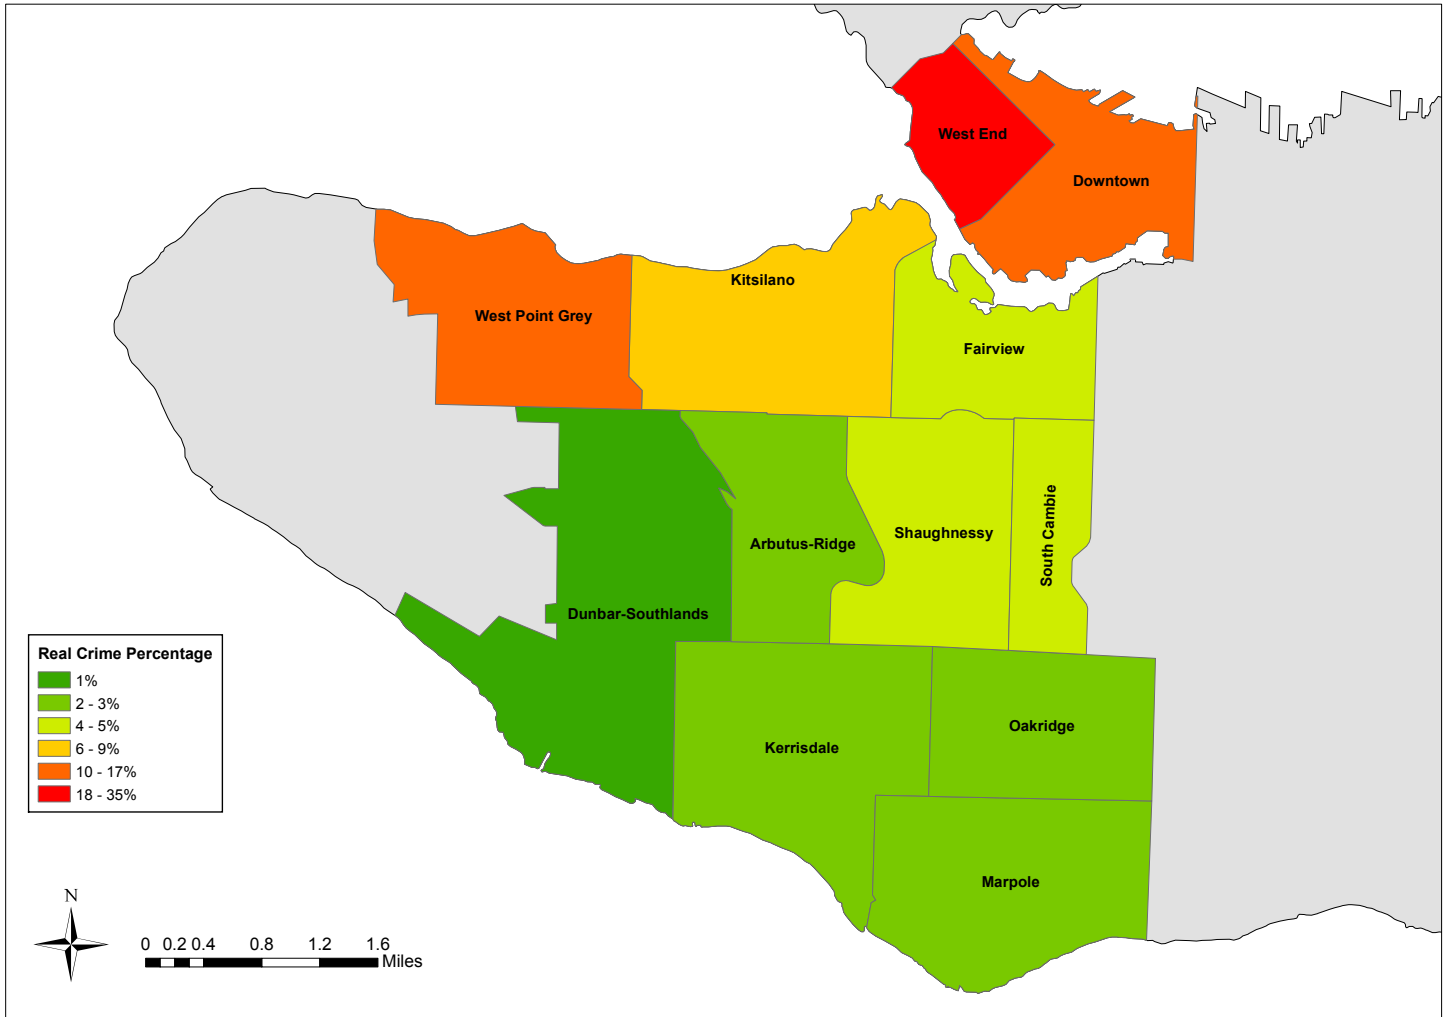 West End
Downtown
Kitsilano
West Point Grey
Fairview
Shaughnessy
South Cambie
Arbutus-Ridge
Dunbar-Southlands
Real Crime Percentage
1%
2 - 3%
4 - 5%
6 - 9%
10 - 17%
18 - 35%
Oakridge
Kerrisdale
Marpole
N
0 0.2 0.4 0.8 1.2 1.6
Miles